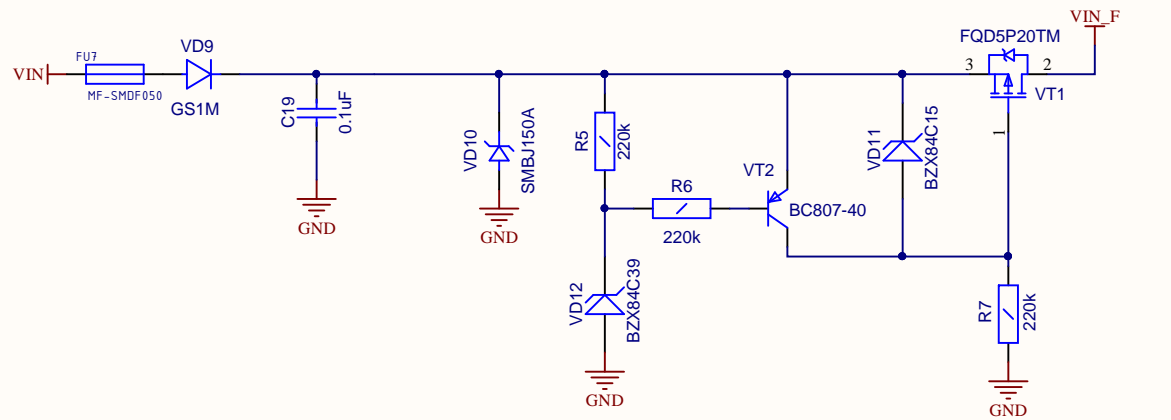 VIN
FU7
MF-SMDF050
VD9
GS1M
C19
0.1uF
GND
VD10
SMBJ150A
GND
R5
220k
R6
220k
VD12
BZX84C39
GND
VT2
BC807-40
VD11
BZX84C15
FQD5P20TM
3
2
1
VT1
VIN_F
R7
220k
GND